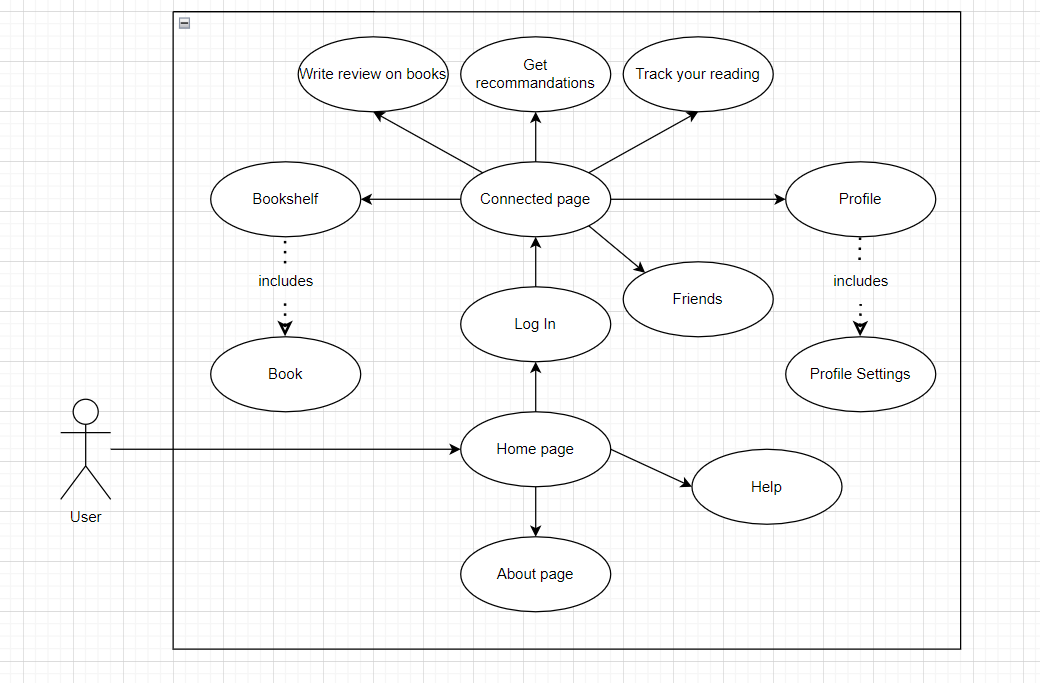 Write review on books
Get
recommandations
Track your reading
Bookshelf
Connected page
Profile
includes
includes
Friends
Log In
Book
Profile Settings
Home page
Help
User
About page